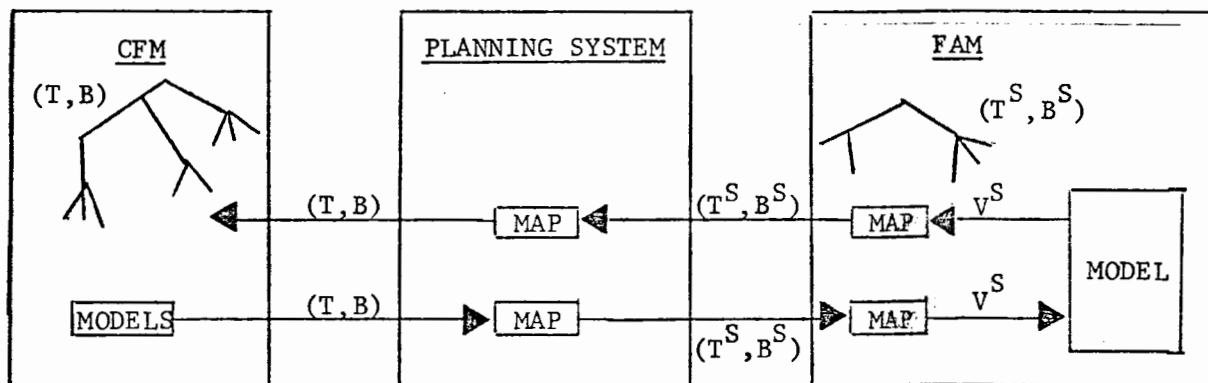 CFM
PLANNING SYSTEM
FAM
(T,B)
(T^S,B^S)
(T,B)
(T^S,B^S)
V^S
MAP
MAP
MODEL
MODELS
(T,B)
MAP
(T^S,B^S)
MAP
V^S